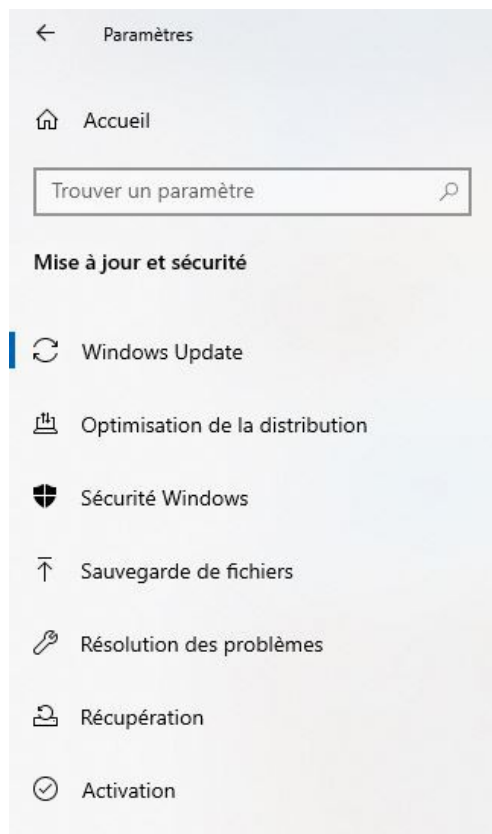 Paramètres
Accueil
Trouver un paramètre
Mise à jour et sécurité
Windows Update
Optimisation de la distribution
Sécurité Windows
Sauvegarde de fichiers
Résolution des problèmes
Récupération
Activation